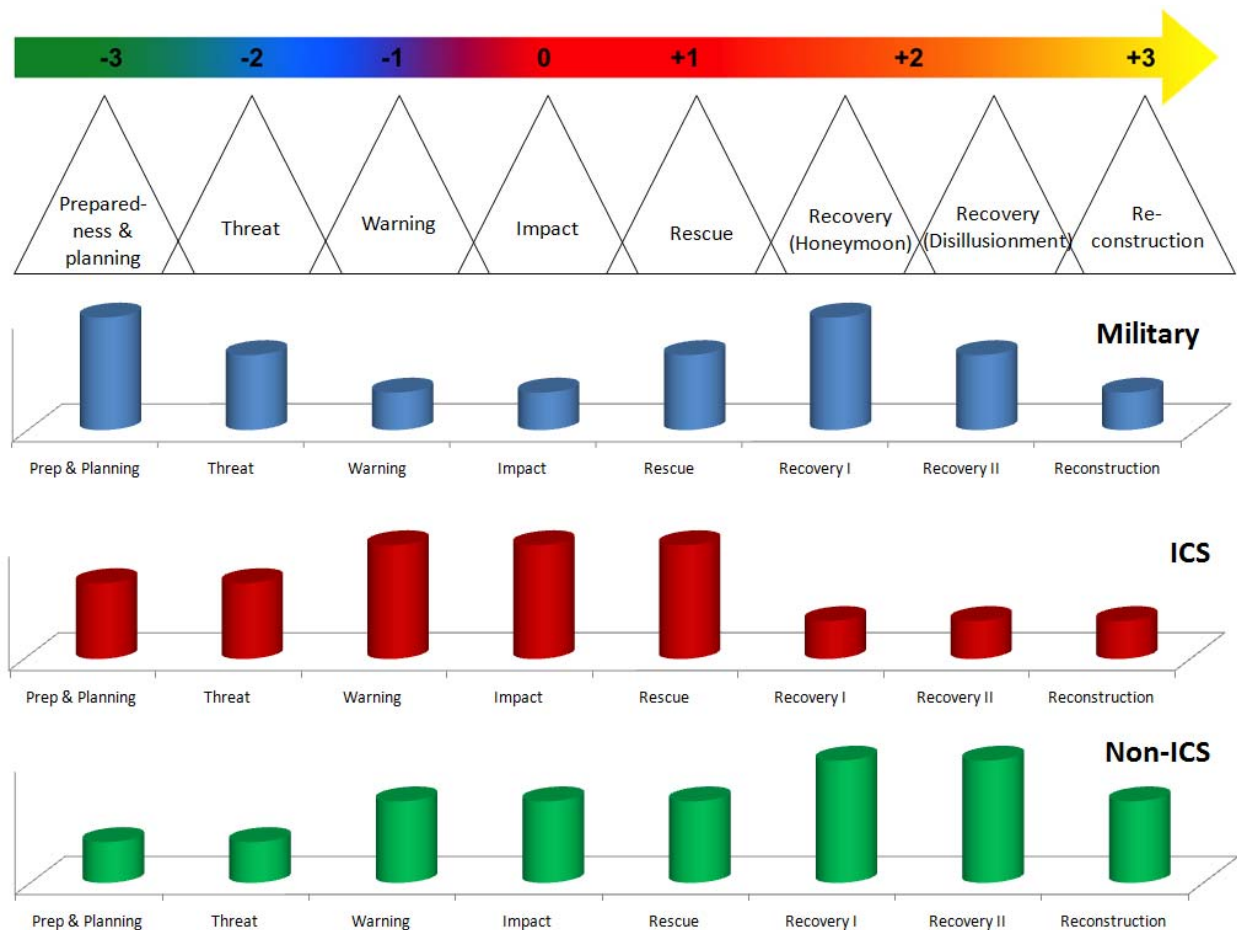 -3 -2 -1 0 +1 +2 +3
Prepared-
ness &
planning
Threat
Warning
Impact
Rescue
Recovery
(Honeymoon)
Recovery
(Disillusionment)
Re-
construction
Military
Prep & Planning Threat Warning Impact Rescue Recovery I Recovery II Reconstruction
ICS
Prep & Planning Threat Warning Impact Rescue Recovery I Recovery II Reconstruction
Non-ICS
Prep & Planning Threat Warning Impact Rescue Recovery I Recovery II Reconstruction